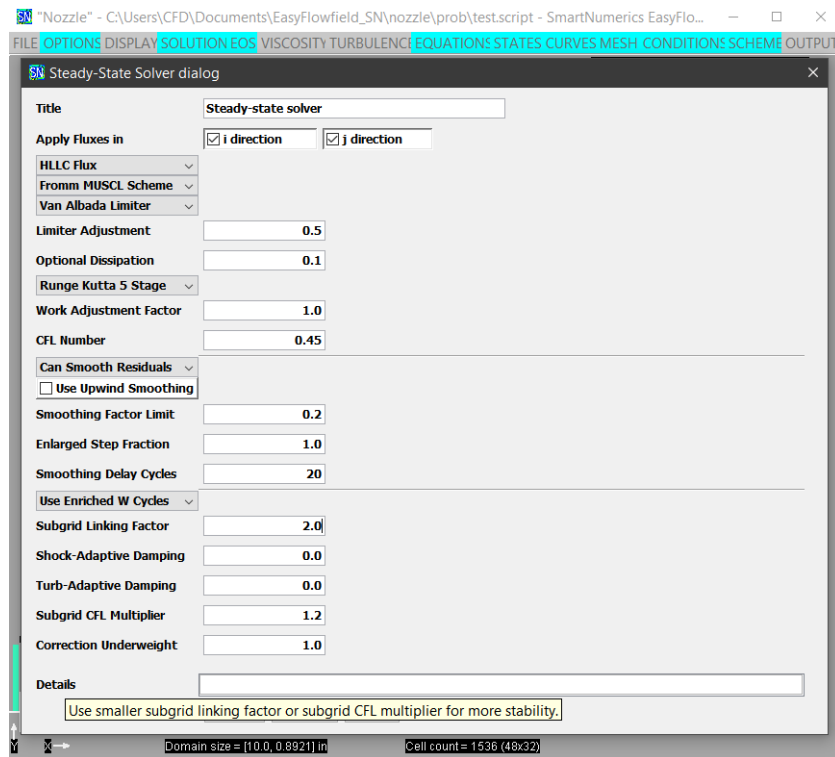 "Nozzle" - C:\Users\CFD\Documents\EasyFlowfield_SN\nozzle\prob\test.script - SmartNumerics EasyFlo...
FILE OPTIONS DISPLAY SOLUTION EOS VISCOSITY TURBULENCE EQUATIONS STATES CURVES MESH CONDITIONS SCHEME OUTPUT
SN Steady-State Solver dialog
Title Steady-state solver
Apply Fluxes in i direction j direction
HLLC Flux
Fromm MUSCL Scheme
Van Albada Limiter
Limiter Adjustment 0.5
Optional Dissipation 0.1
Runge Kutta 5 Stage
Work Adjustment Factor 1.0
CFL Number 0.45
Can Smooth Residuals
Use Upwind Smoothing
Smoothing Factor Limit 0.2
Enlarged Step Fraction 1.0
Smoothing Delay Cycles 20
Use Enriched W Cycles
Subgrid Linking Factor 2.0
Shock-Adaptive Damping 0.0
Turb-Adaptive Damping 0.0
Subgrid CFL Multiplier 1.2
Correction Underweight 1.0
Details
Use smaller subgrid linking factor or subgrid CFL multiplier for more stability.
Y X Domain size = [10.0, 0.8921] in Cell count = 1536 (48x32)